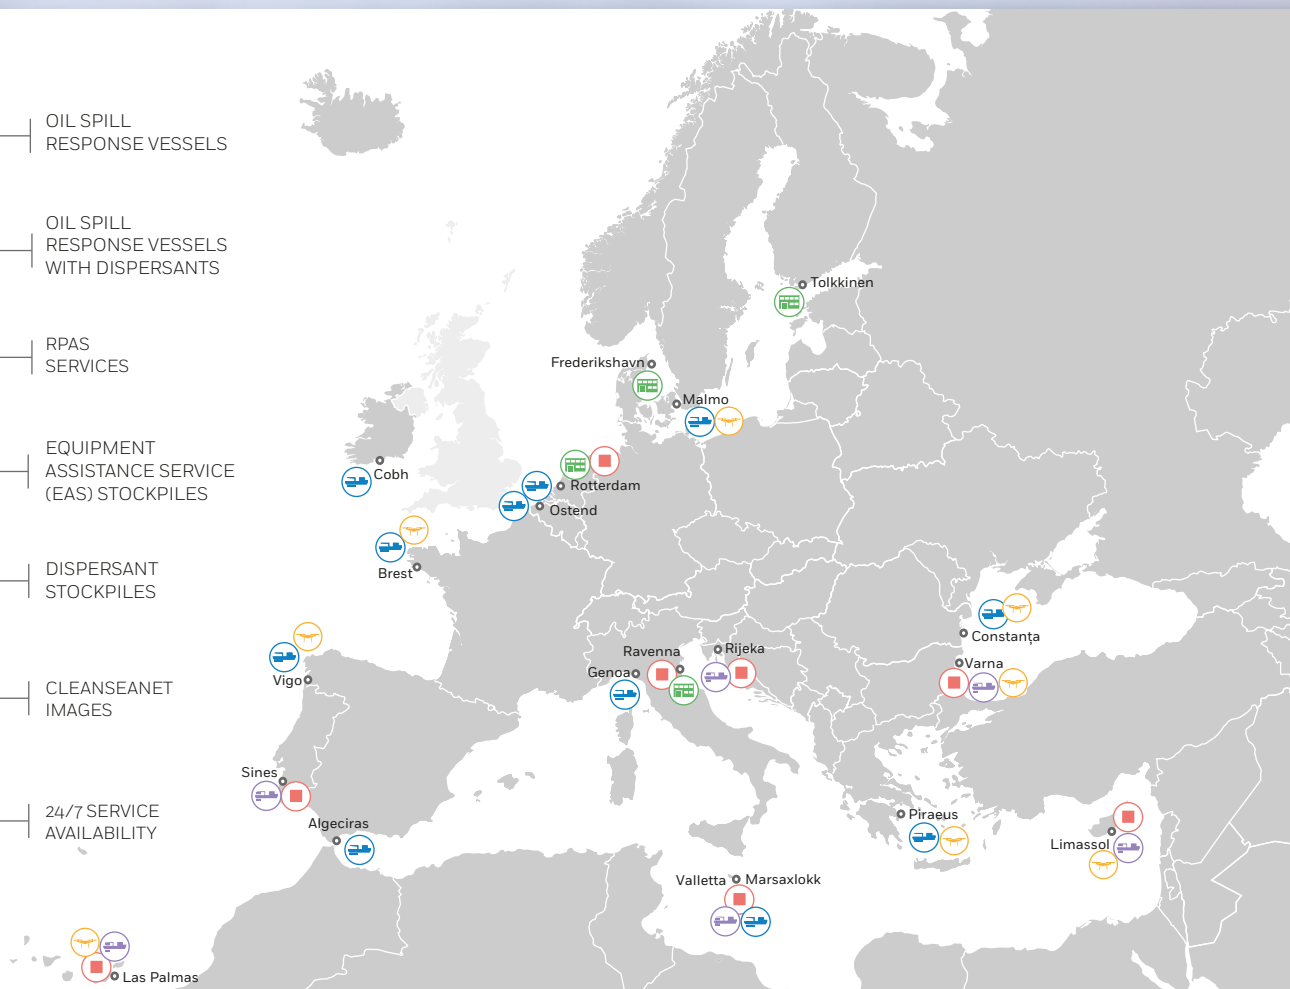 OIL SPILL
RESPONSE VESSELS
OIL SPILL
RESPONSE VESSELS
WITH DISPERSANTS
RPAS
SERVICES
EQUIPMENT
ASSISTANCE SERVICE
(EAS) STOCKPILES
DISPERSANT
STOCKPILES
CLEANSEANET
IMAGES
24/7 SERVICE
AVAILABILITY
Tolkkinen
Frederikshavn
Malmo
Cobh
Rotterdam
Ostend
Brest
Constanța
Ravenna
Rijeka
Varna
Genoa
Vigo
Sines
Algeciras
Piraeus
Limassol
Valletta
Marsaxlokk
Las Palmas